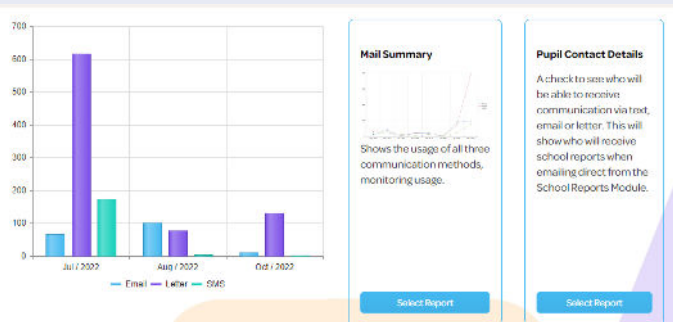 700
600
500
400
300
200
100
0
Jul / 2022
Aug / 2022
Oct / 2022
Email
Letter
SMS
Mail Summary
Shows the usage of all three
communication methods,
monitoring usage.
Select Report
Pupil Contact Details
A check to see who will
be able to receive
communication via text,
email or letter. This will
show who will receive
school reports when
emailing direct from the
School Reports Module.
Select Report